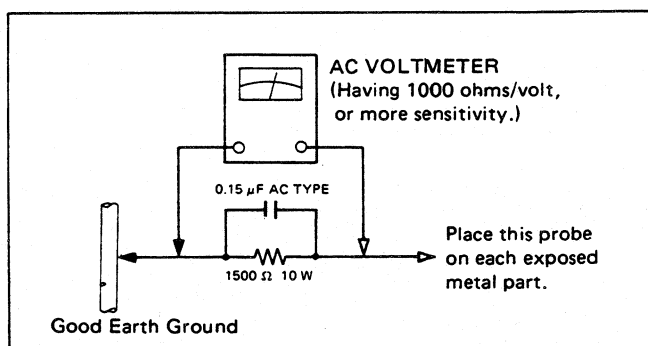 AC VOLTMETER
(Having 1000 ohms/volt,
or more sensitivity.)
0.15 µF AC TYPE
1500 Ω 10 W
Place this probe
on each exposed
metal part.
Good Earth Ground